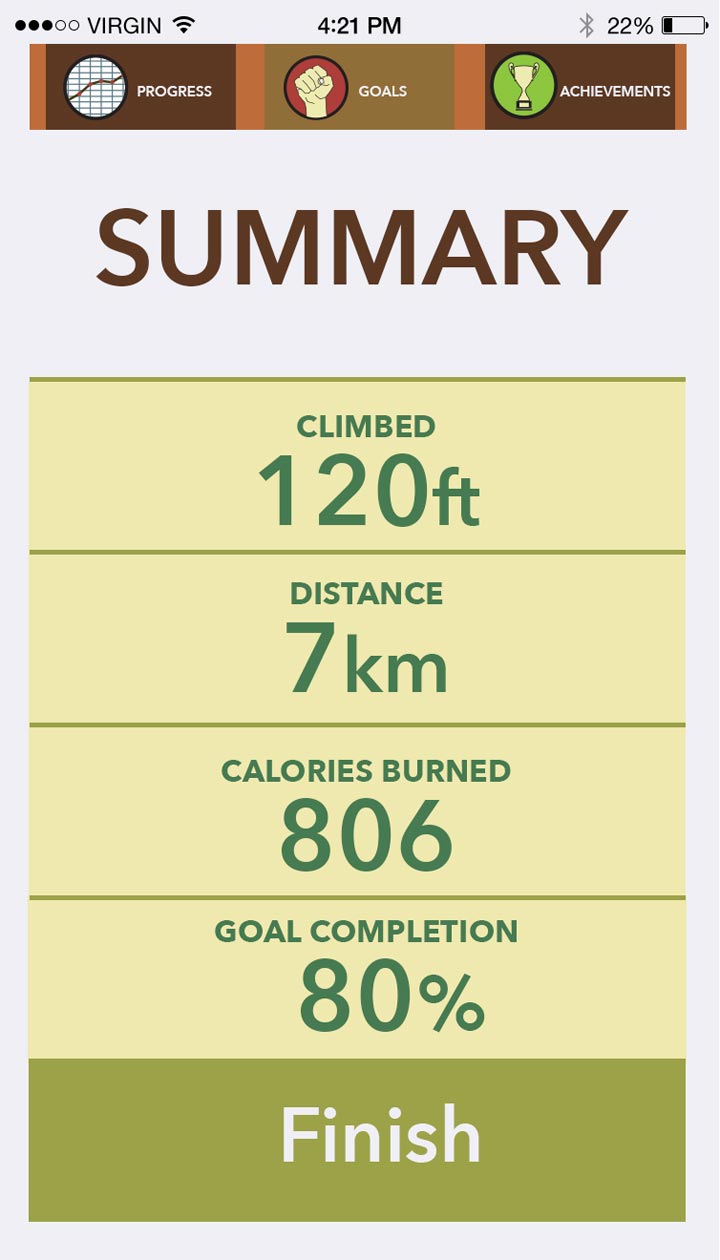 VIRGIN 4:21 PM 22%
PROGRESS GOALS ACHIEVEMENTS
SUMMARY
CLIMBED
120ft
DISTANCE
7km
CALORIES BURNED
806
GOAL COMPLETION
80%
Finish